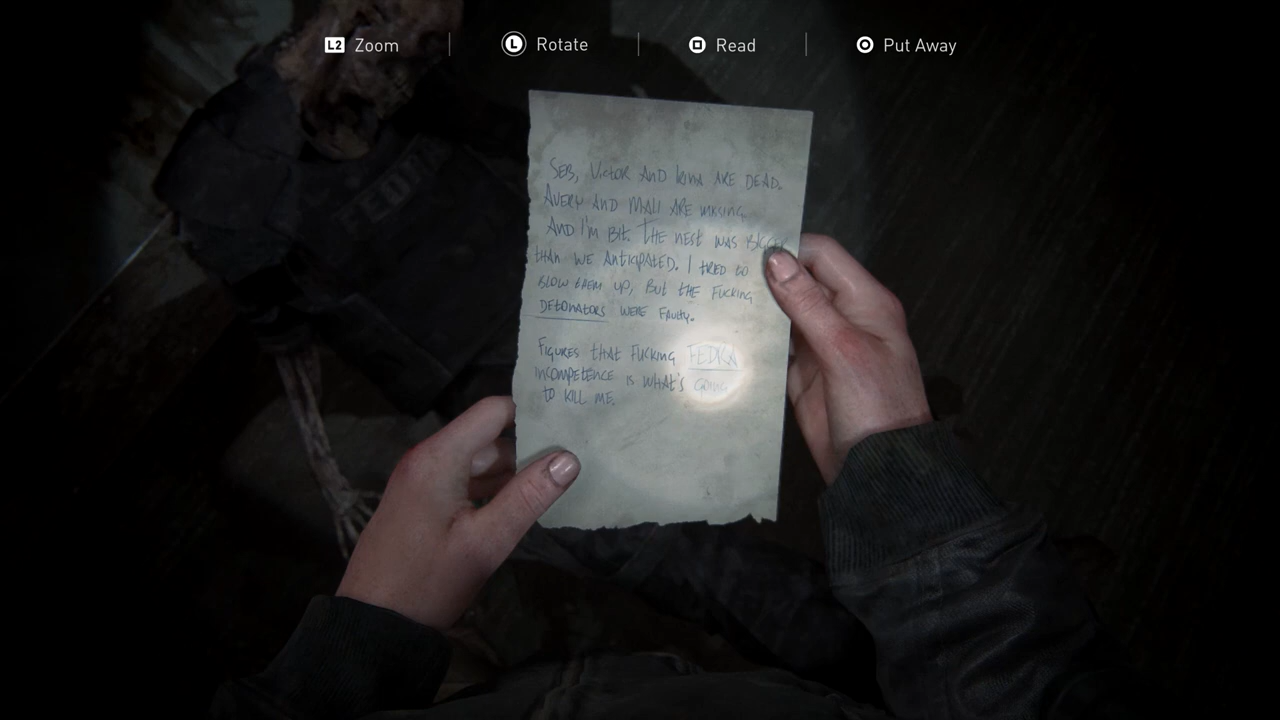 L2 Zoom
L Rotate
Read
Put Away
FEDRA
SEB, VICTOR AND ARE DEAD.
AVERY AND MALI ARE MISSING
AND I'M BIT. THE NEST WAS BIGGER
THAN WE ANTICIPATED. I TRIED TO
BLOW THEM UP, BUT THE FUCKING
DETONATORS WERE FAULTY.
FIGURES THAT FUCKING FEDRA
INCOMPETENCE IS WHAT'S GOING
TO KILL ME.